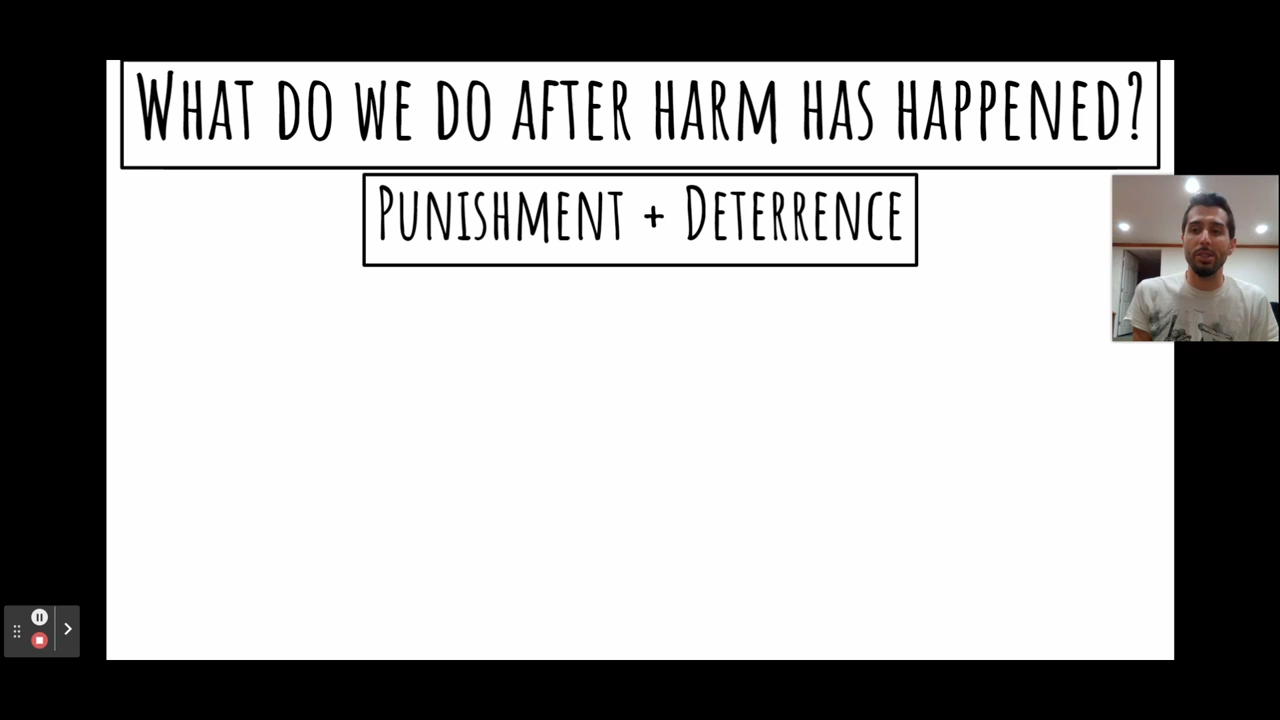 What do we do after harm has happened?
Punishment + Deterrence